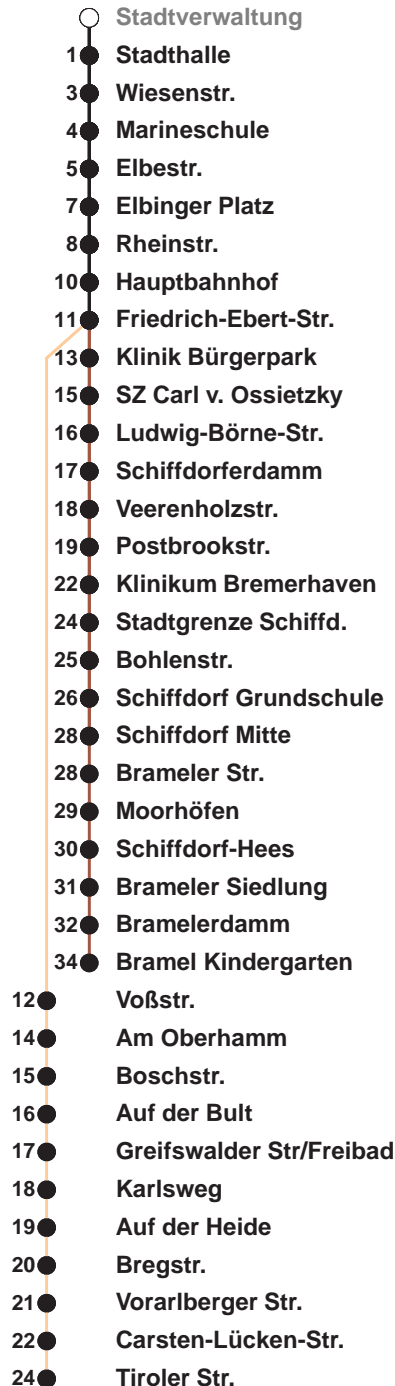 Stadtverwaltung
1 Stadthalle
3 Wiesenstr.
4 Marineschule
5 Elbestr.
7 Elbinger Platz
8 Rheinstr.
10 Hauptbahnhof
11 Friedrich-Ebert-Str.
13 Klinik Bürgerpark
15 SZ Carl v. Ossietzky
16 Ludwig-Börne-Str.
17 Schiffdorferdamm
18 Veerenholzstr.
19 Postbrookstr.
22 Klinikum Bremerhaven
24 Stadtgrenze Schiffd.
25 Bohlenstr.
26 Schiffdorf Grundschule
28 Schiffdorf Mitte
28 Brameler Str.
29 Moorhöfen
30 Schiffdorf-Hees
31 Brameler Siedlung
32 Bramelerdamm
34 Bramel Kindergarten
12 Voßstr.
14 Am Oberhamm
15 Boschstr.
16 Auf der Bult
17 Greifswalder Str/Freibad
18 Karlsweg
19 Auf der Heide
20 Bregstr.
21 Vorarlberger Str.
22 Carsten-Lücken-Str.
24 Tiroler Str.